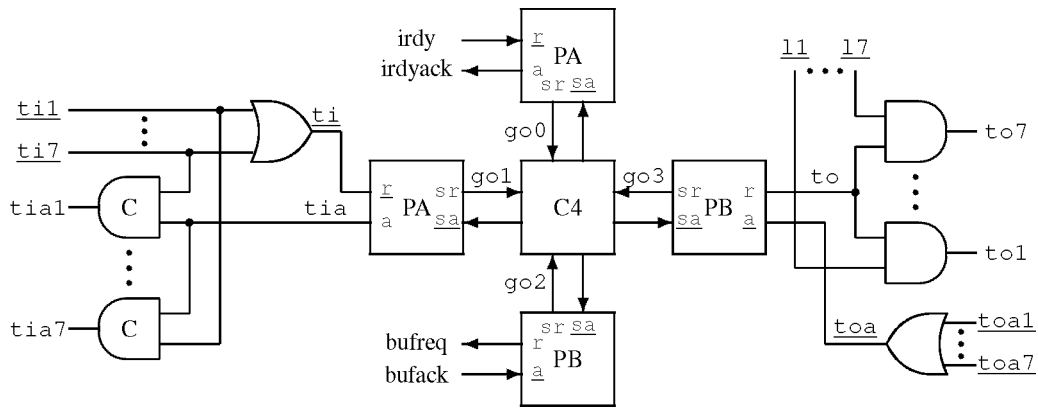 irdy
irdyack
r
a
PA
sr sa
l1
l7
ti1
ti
go0
to7
ti7
tia1
C
tia
r
a
PA
sr
sa
go1
C4
go3
sr
sa
PB
r
a
to
to1
go2
tia7
C
bufreq
bufack
sr sa
r
a
PB
toa
toa1
toa7